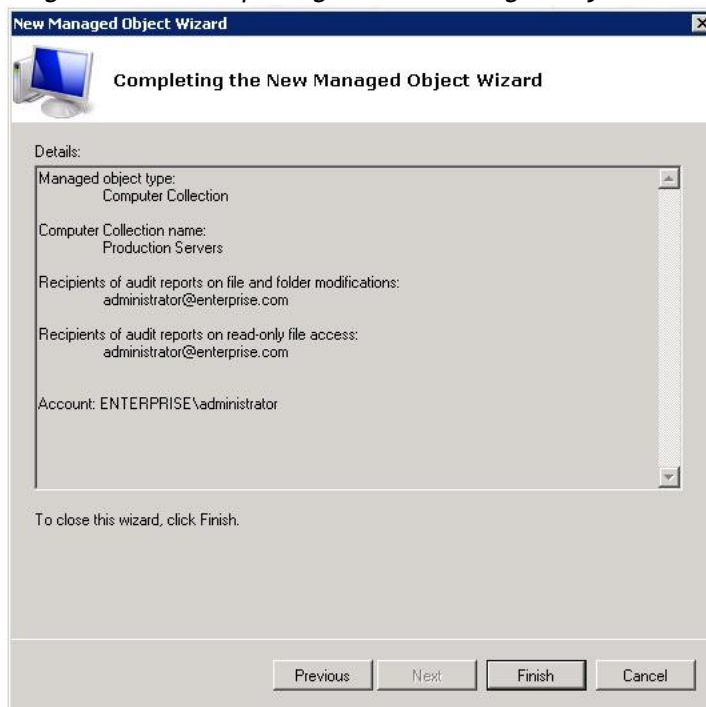 New Managed Object Wizard
Completing the New Managed Object Wizard
Details:
Managed object type:
Computer Collection
Computer Collection name:
Production Servers
Recipients of audit reports on file and folder modifications:
administrator@enterprise.com
Recipients of audit reports on read-only file access:
administrator@enterprise.com
Account: ENTERPRISE\administrator
To close this wizard, click Finish.
Previous Next Finish Cancel